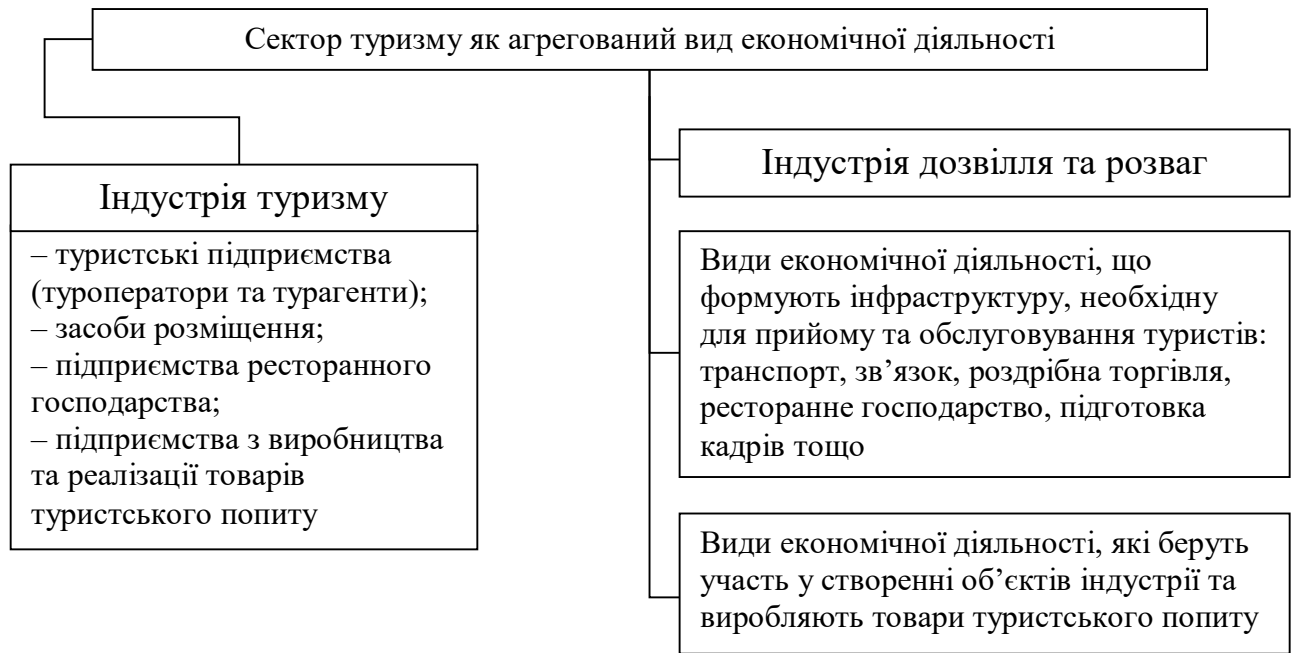 Сектор туризму як агрегований вид економічної діяльності
Індустрія туризму
– туристські підприємства
(туроператори та турагенти);
– засоби розміщення;
– підприємства ресторанного
господарства;
– підприємства з виробництва
та реалізації товарів
туристського попиту
Індустрія дозвілля та розваг
Види економічної діяльності, що
формують інфраструктуру, необхідну
для прийому та обслуговування туристів:
транспорт, зв’язок, роздрібна торгівля,
ресторанне господарство, підготовка
кадрів тощо
Види економічної діяльності, які беруть
участь у створенні об’єктів індустрії та
виробляють товари туристського попиту